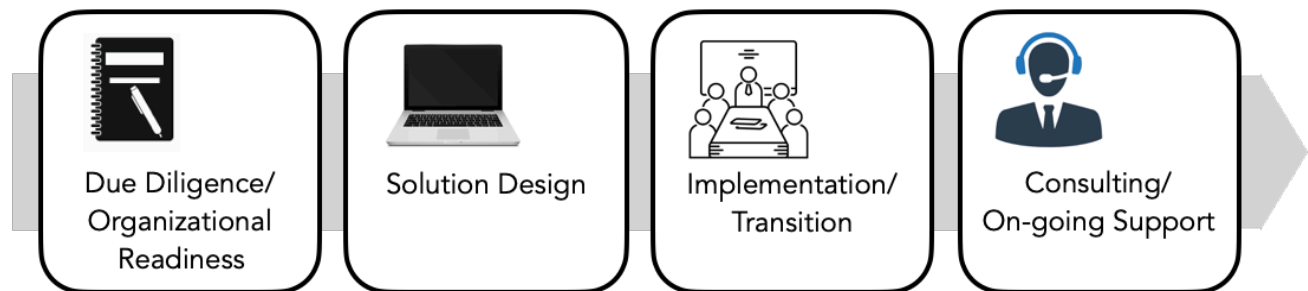 Due Diligence/
Organizational
Readiness
Solution Design
Implementation/
Transition
Consulting/
On-going Support